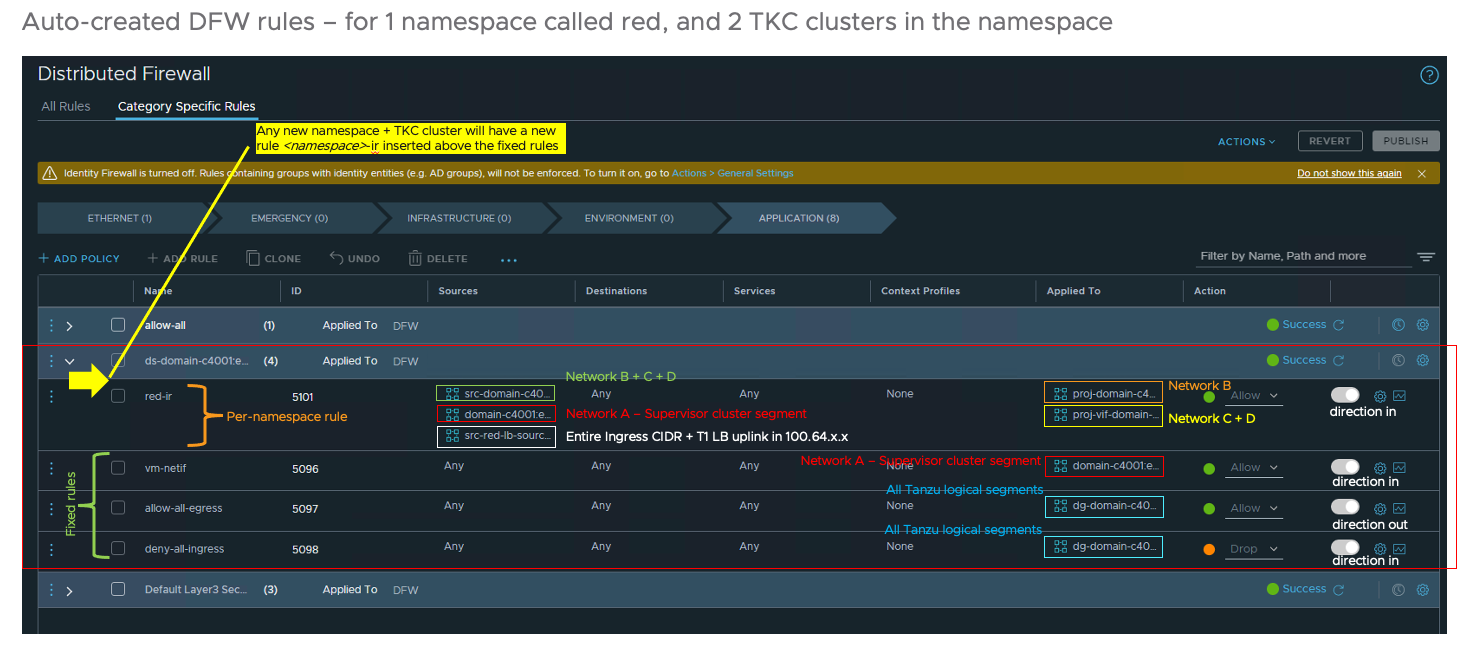 Auto-created DFW rules – for 1 namespace called red, and 2 TKC clusters in the namespace
Distributed Firewall
All Rules Category Specific Rules
Any new namespace + TKC cluster will have a new
rule <namespace>-ir inserted above the fixed rules
ACTIONS REVERT PUBLISH
Identity Firewall is turned off. Rules containing groups with identity entities (e.g. AD groups), will not be enforced. To turn it on, go to Actions > General Settings Do not show this again
ETHERNET (1) EMERGENCY (0) INFRASTRUCTURE (0) ENVIRONMENT (0) APPLICATION (8)
+ ADD POLICY + ADD RULE CLONE UNDO DELETE ... Filter by Name, Path and more
Name ID Sources Destinations Services Context Profiles Applied To Action
allow-all (1) Applied To DFW Success
ds-domain-c4001:e... (4) Applied To DFW Success
Network B + C + D
red-ir 5101 src-domain-c40... Any Any None proj-domain-c4... Network B Allow
Per-namespace rule domain-c4001:e... Network A – Supervisor cluster segment proj-vif-domain-... Network C + D direction in
src-red-lb-sourc... Entire Ingress CIDR + T1 LB uplink in 100.64.x.x
Fixed rules
vm-netif 5096 Any Any Any None Network A – Supervisor cluster segment domain-c4001:e... Allow
direction in
All Tanzu logical segments
allow-all-egress 5097 Any Any Any None dg-domain-c40... Allow
direction out
All Tanzu logical segments
deny-all-ingress 5098 Any Any Any None dg-domain-c40... Drop
direction in
Default Layer3 Sec... (3) Applied To DFW Success